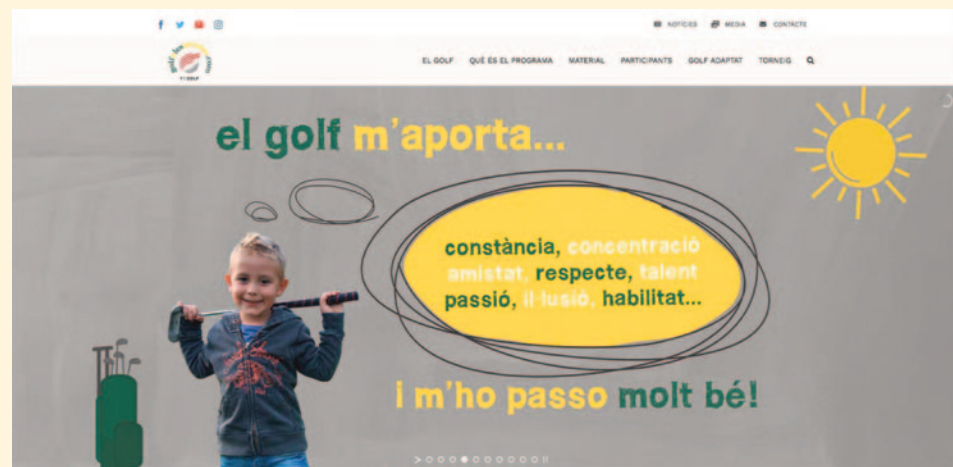 NOTÍCIES MEDIA CONTACTE
EL GOLF QUÈ ÉS EL PROGRAMA MATERIAL PARTICIPANTS GOLF ADAPTAT TORNEIG
el golf m'aporta...
constància, concentració
amistat, respecte, talent
passió, il·lusió, habilitat...
i m'ho passo molt bé!